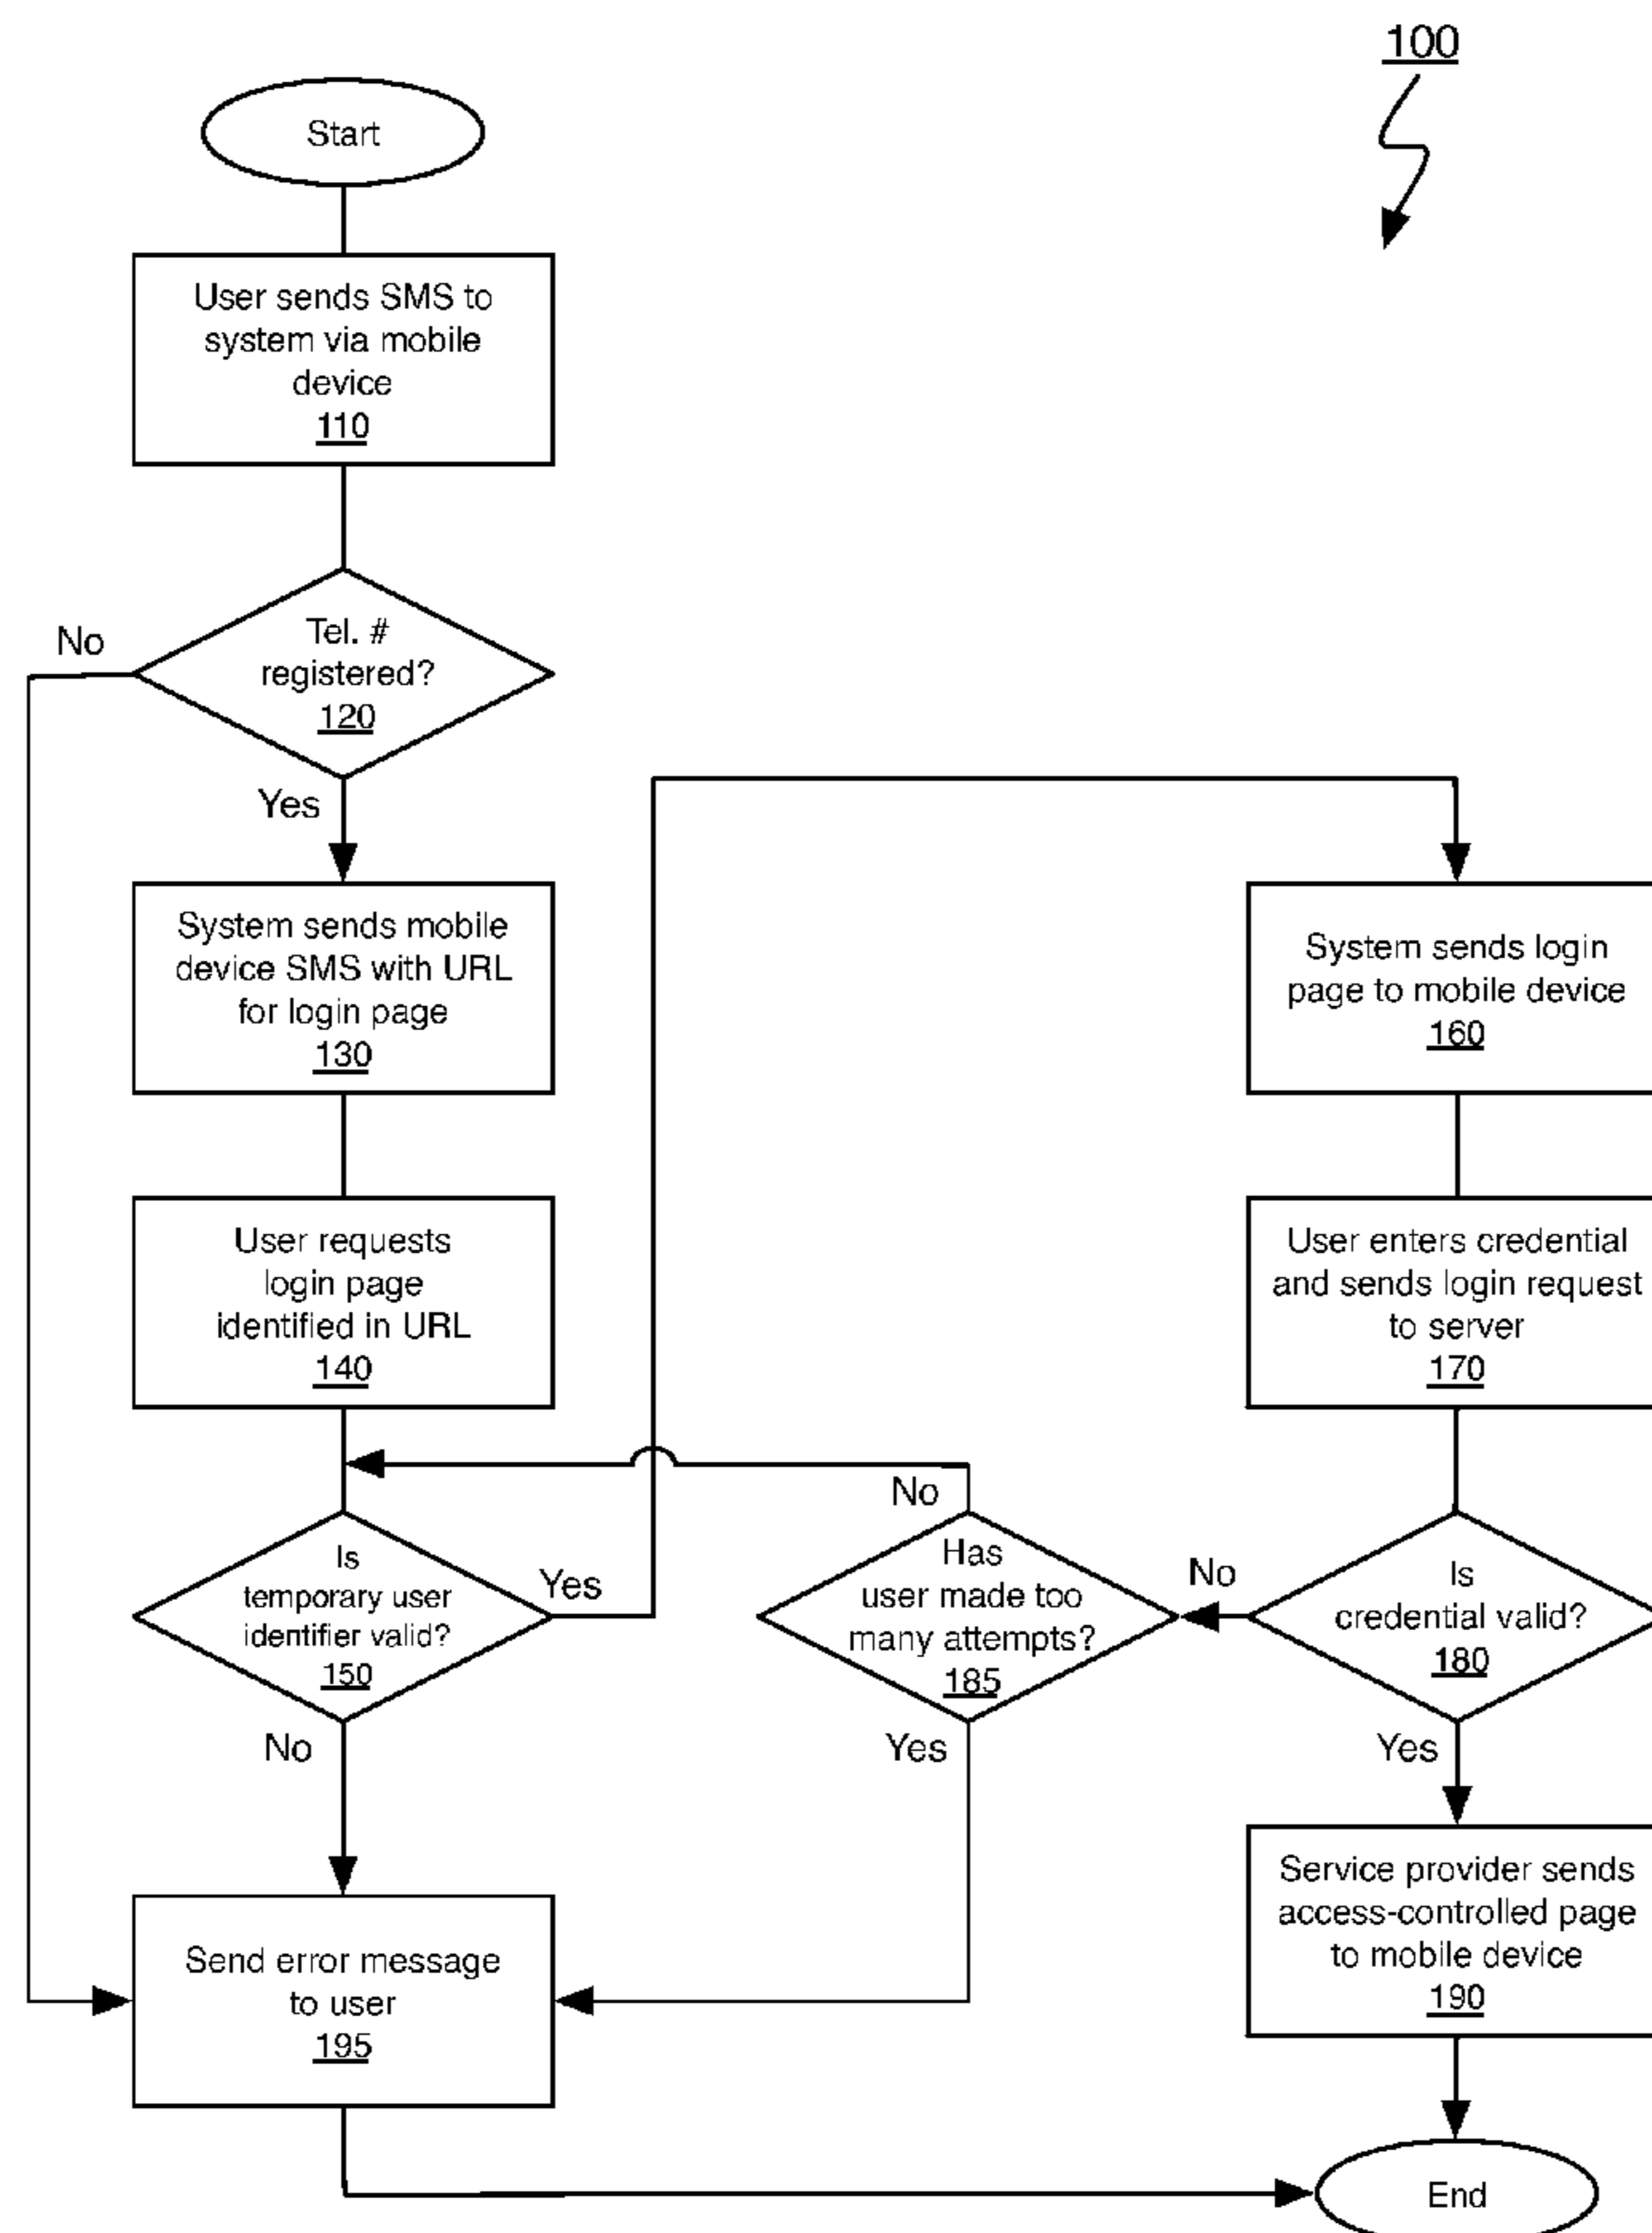 100
Start
User sends SMS to
system via mobile
device
110
Tel. #
registered?
120
No
Yes
System sends mobile
device SMS with URL
for login page
130
User requests
login page
identified in URL
140
Is
temporary user
identifier valid?
150
Yes
No
Send error message
to user
195
System sends login
page to mobile device
160
User enters credential
and sends login request
to server
170
Is
credential valid?
180
No
Yes
Has
user made too
many attempts?
185
No
Yes
Service provider sends
access-controlled page
to mobile device
190
End